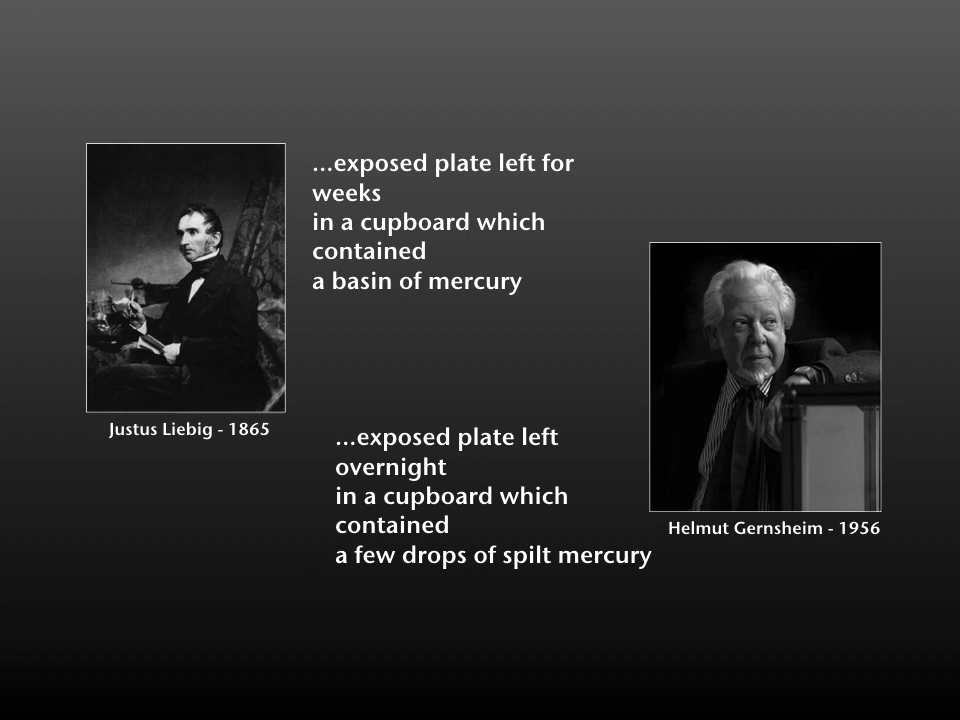 ...exposed plate left for
weeks
in a cupboard which
contained
a basin of mercury
Justus Liebig - 1865
...exposed plate left
overnight
in a cupboard which
contained
a few drops of spilt mercury
Helmut Gernsheim - 1956